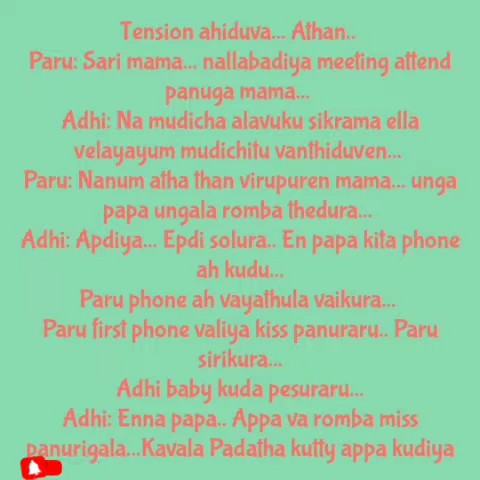 Tension ahiduva... Athan..
Paru: Sari mama... nallabadiya meeting attend
panuga mama...
Adhi: Na mudicha alavuku sikrama ella
velayayum mudichitu vanthiduven...
Paru: Nanum atha than virupuren mama... unga
papa ungala romba thedura...
Adhi: Apdiya... Epdi solura.. En papa kita phone
ah kudu...
Paru phone ah vayathula vaikura...
Paru first phone valiya kiss panuraru.. Paru
sirikura...
Adhi baby kuda pesuraru...
Adhi: Enna papa.. Appa va romba miss
panurigala...Kavala Padatha kutty appa kudiya